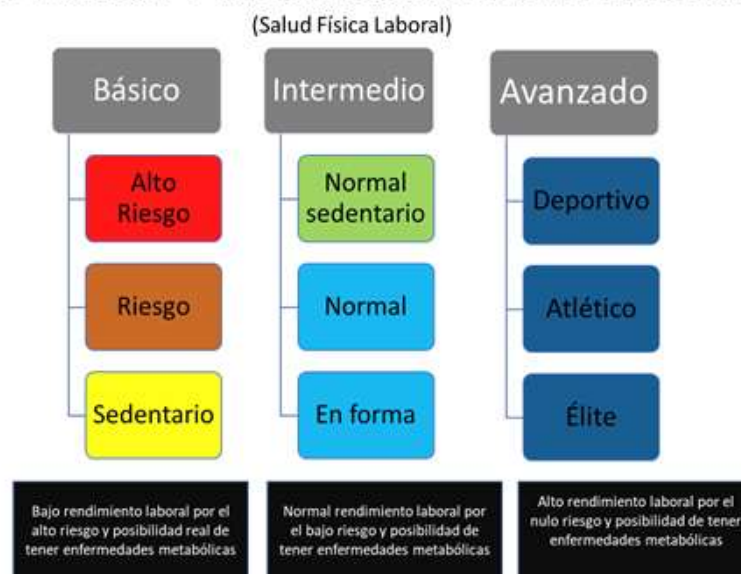 (Salud Física Laboral)
Básico
Alto
Riesgo
Riesgo
Sedentario
Bajo rendimiento laboral por el
alto riesgo y posibilidad real de
tener enfermedades metabólicas
Intermedio
Normal
sedentario
Normal
En forma
Normal rendimiento laboral por
el bajo riesgo y posibilidad de
tener enfermedades metabólicas
Avanzado
Deportivo
Atlético
Élite
Alto rendimiento laboral por el
nulo riesgo y posibilidad de tener
enfermedades metabólicas